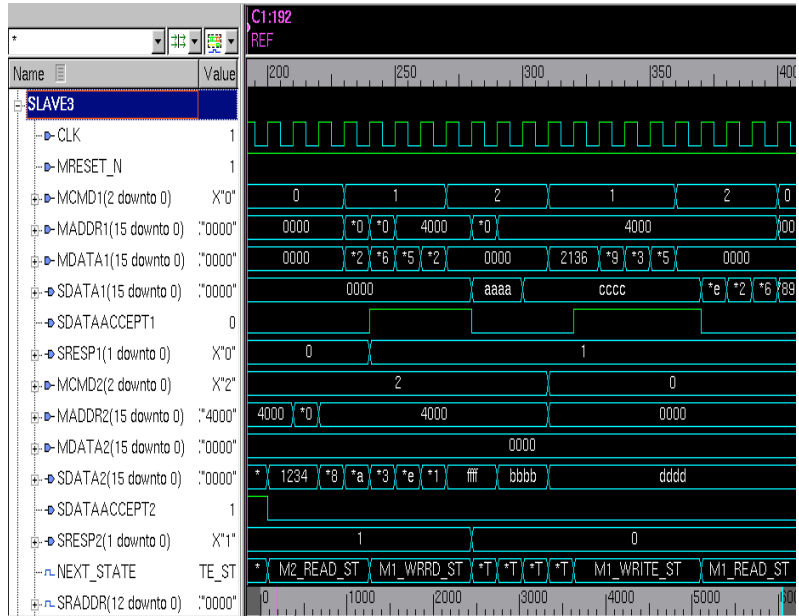 C1:192
REF
*
Name Value
200 250 300 350 400
SLAVE3
CLK 1
MRESET_N 1
MCMD1(2 downto 0) X"0" 0 1 2 1 2 0
MADDR1(15 downto 0) :"0000" 0000 *0 *0 4000 *0 4000 00
MDATA1(15 downto 0) :"0000" 0000 *2 *6 *5 *2 0000 2136 *9 *3 *5 0000
SDATA1(15 downto 0) :"0000" 0000 aaaa cccc *e *2 *6 789
SDATAACCEPT1 0
SRESP1(1 downto 0) X"0" 0 1
MCMD2(2 downto 0) X"2" 2 0
MADDR2(15 downto 0) :"4000" 4000 *0 4000 0000
MDATA2(15 downto 0) :"0000" 0000
SDATA2(15 downto 0) :"0000" * 1234 *8 *a *3 *e *1 ffff bbbb dddd
SDATAACCEPT2 1
SRESP2(1 downto 0) X"1" 1 0
NEXT_STATE TE_ST * M2_READ_ST M1_WRRD_ST *T *T *T *T M1_WRITE_ST M1_READ_ST
SRADDR(12 downto 0) :"0000" 0 1000 2000 3000 4000 5000